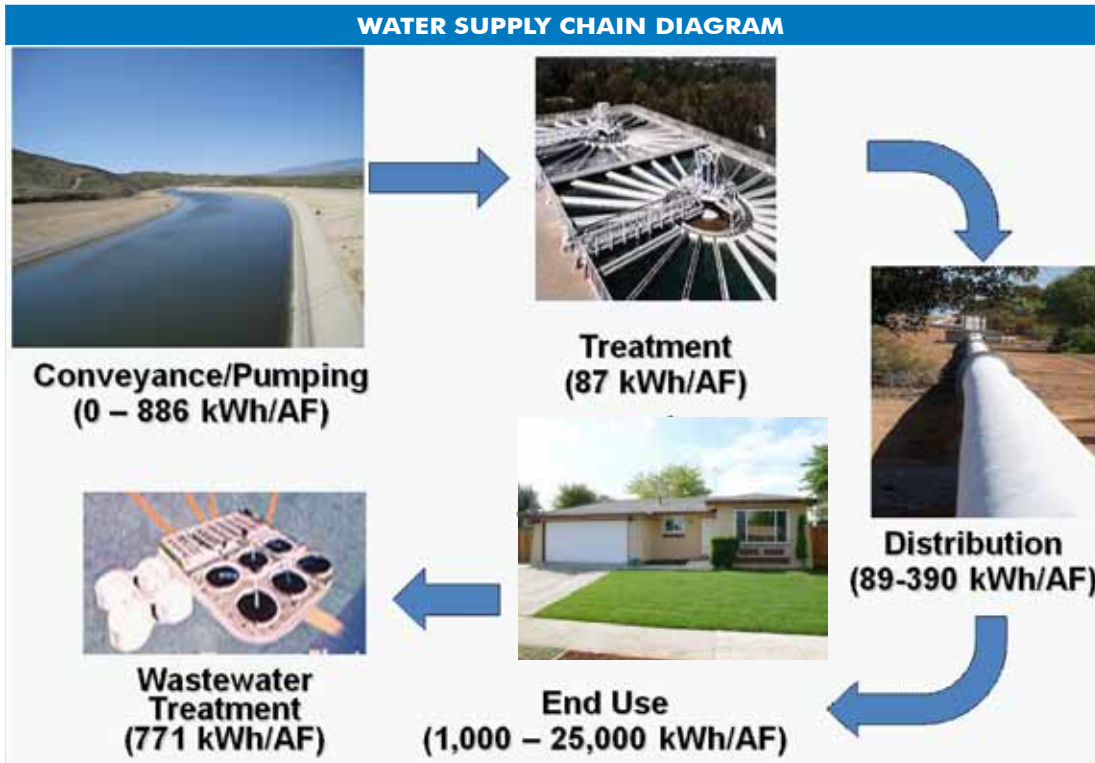 WATER SUPPLY CHAIN DIAGRAM
Conveyance/Pumping
(0 – 886 kWh/AF)
Treatment
(87 kWh/AF)
Distribution
(89-390 kWh/AF)
End Use
(1,000 – 25,000 kWh/AF)
Wastewater
Treatment
(771 kWh/AF)